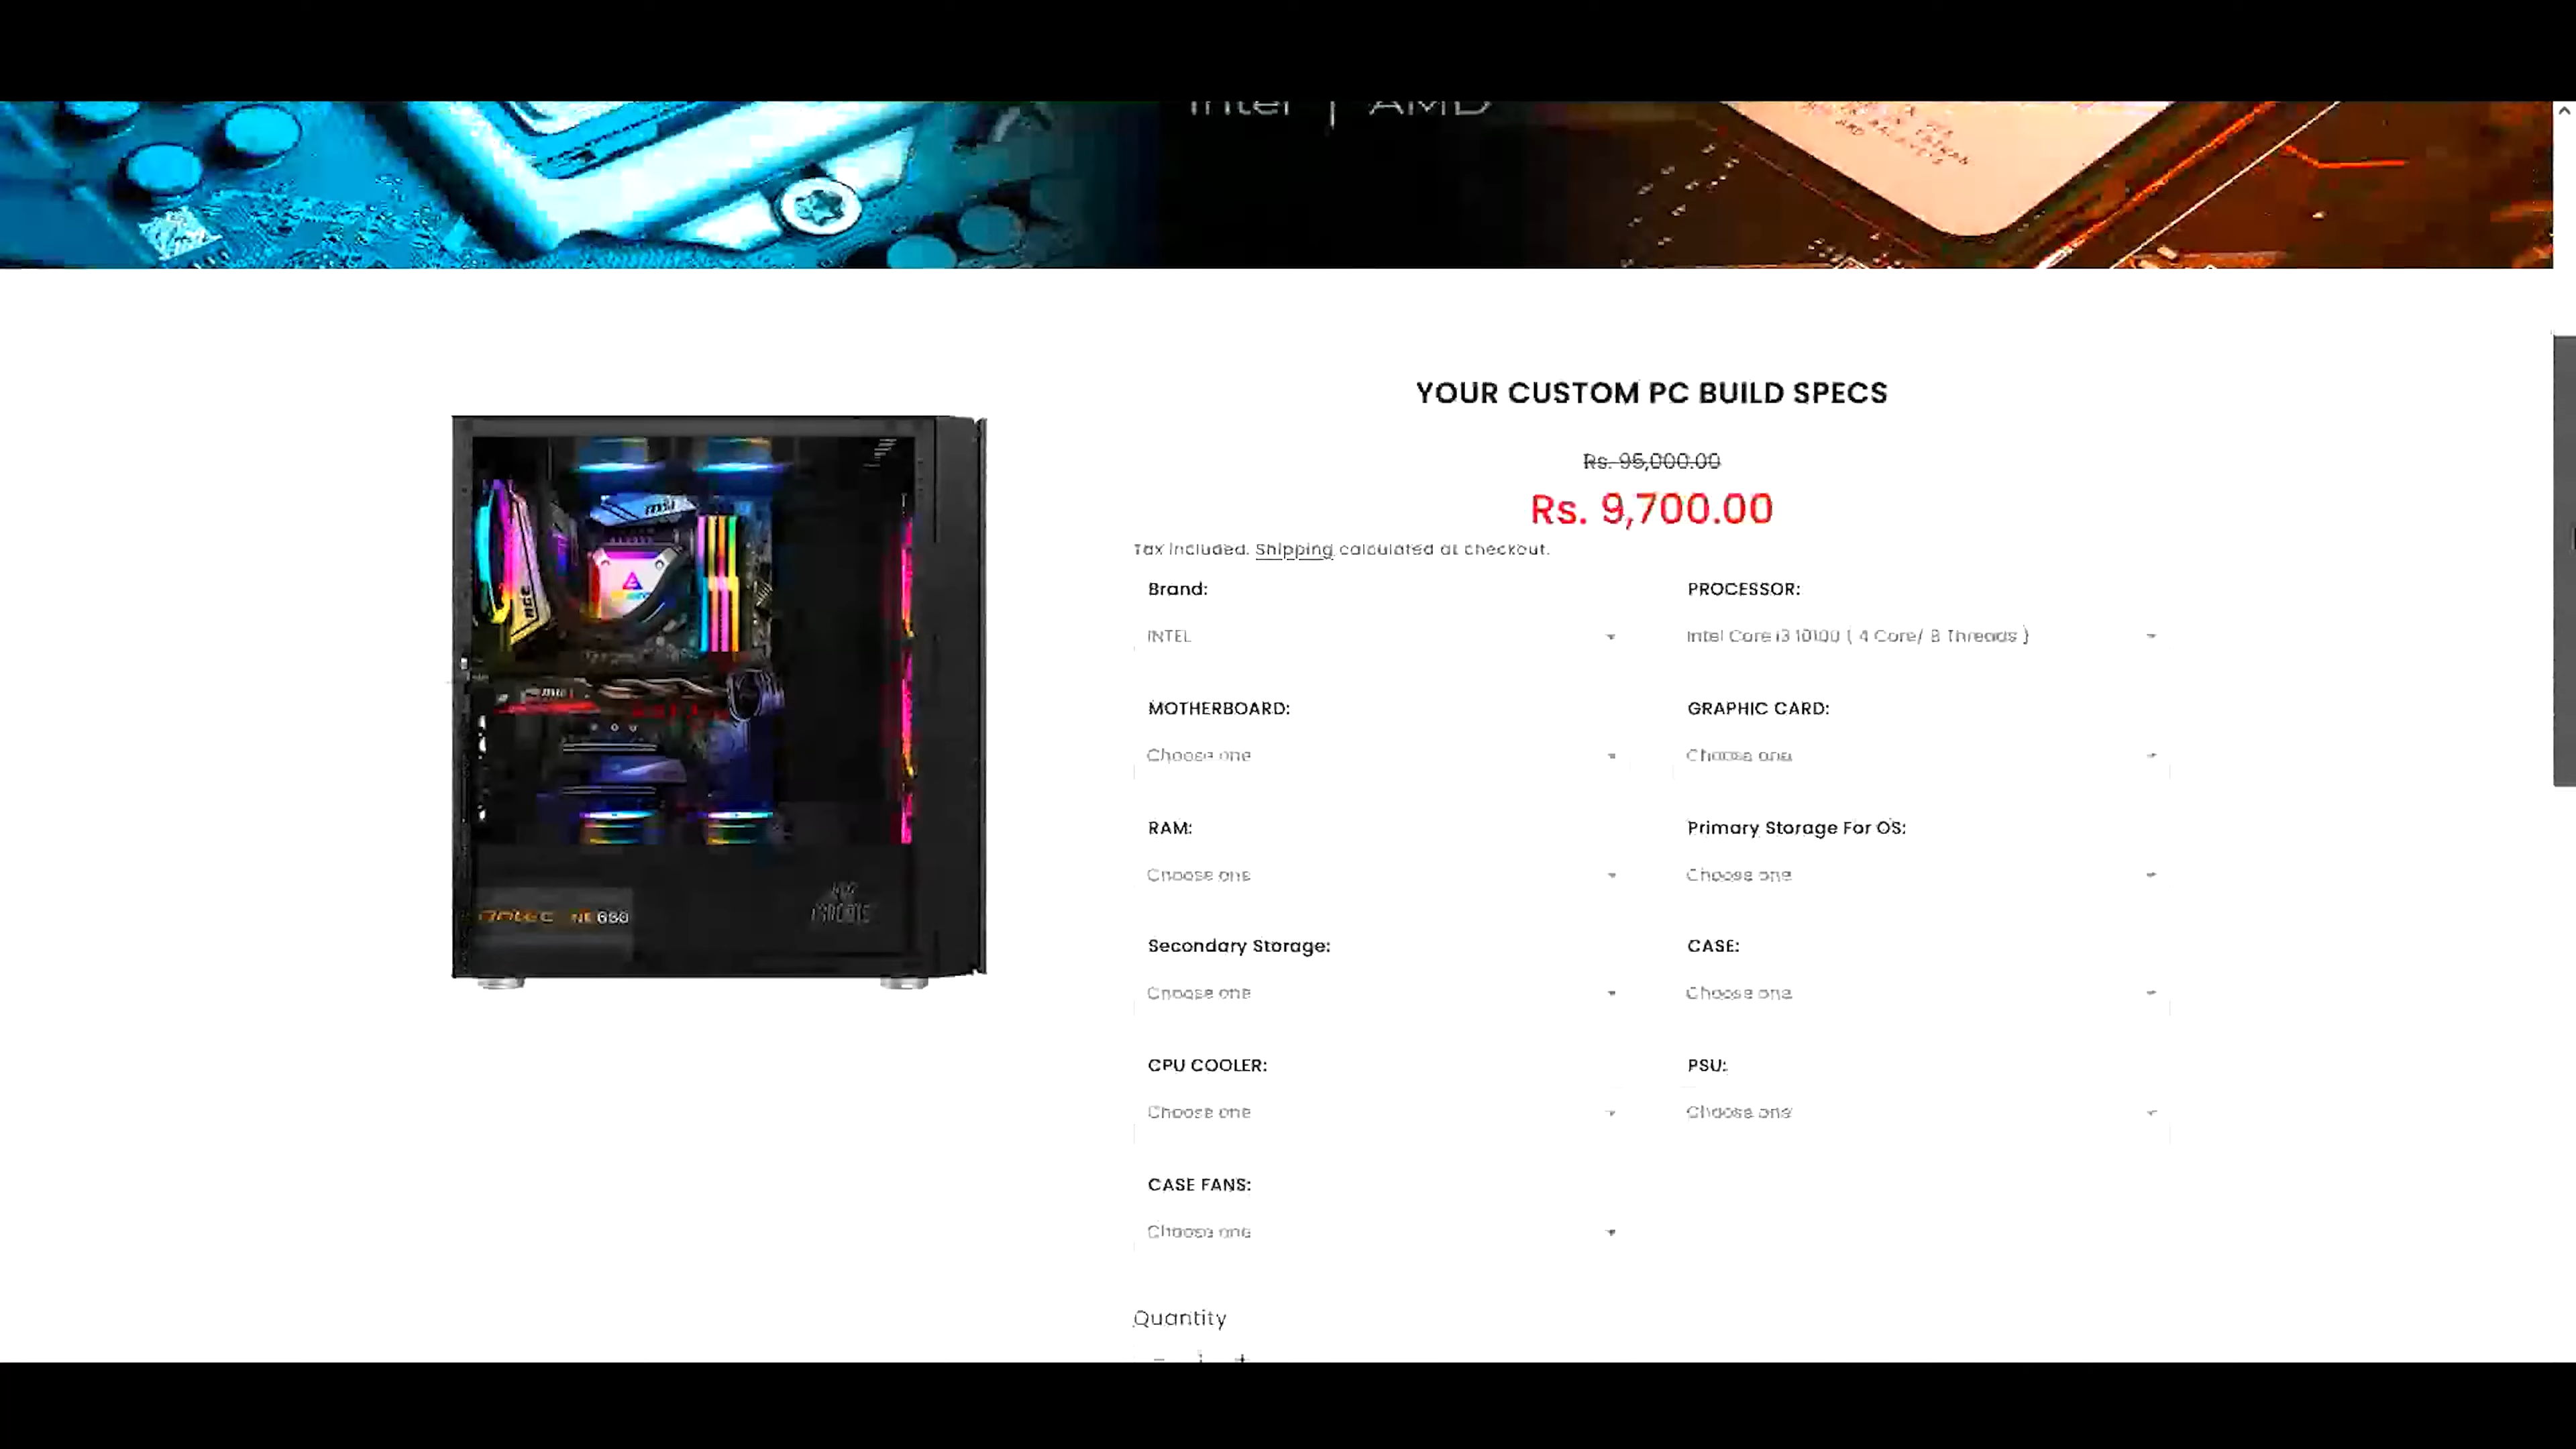 Intel | AMD
YOUR CUSTOM PC BUILD SPECS
Rs. 95,000.00
Rs. 9,700.00
Tax included. Shipping calculated at checkout.
Brand:
INTEL
PROCESSOR:
Intel Core i3 10100 ( 4 Core/ 8 Threads )
MOTHERBOARD:
Choose one
GRAPHIC CARD:
Choose one
RAM:
Choose one
Primary Storage For OS:
Choose one
Secondary Storage:
Choose one
CASE:
Choose one
CPU COOLER:
Choose one
PSU:
Choose one
CASE FANS:
Choose one
Quantity
- 1 +